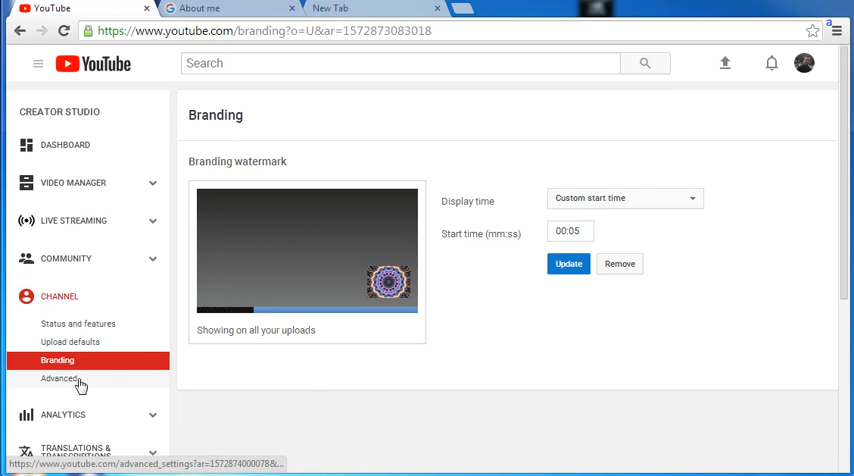 YouTube
About me
New Tab
https://www.youtube.com/branding?o=U&ar=1572873083018
a
YouTube
Search
CREATOR STUDIO
DASHBOARD
VIDEO MANAGER
LIVE STREAMING
COMMUNITY
CHANNEL
Status and features
Upload defaults
Branding
Advanced
ANALYTICS
TRANSLATIONS &
TRANSCRIPTIONS
Branding
Branding watermark
Showing on all your uploads
Display time
Custom start time
Start time (mm:ss)
00:05
Update
Remove
https://www.youtube.com/advanced_settings?ar=1572874000078&...